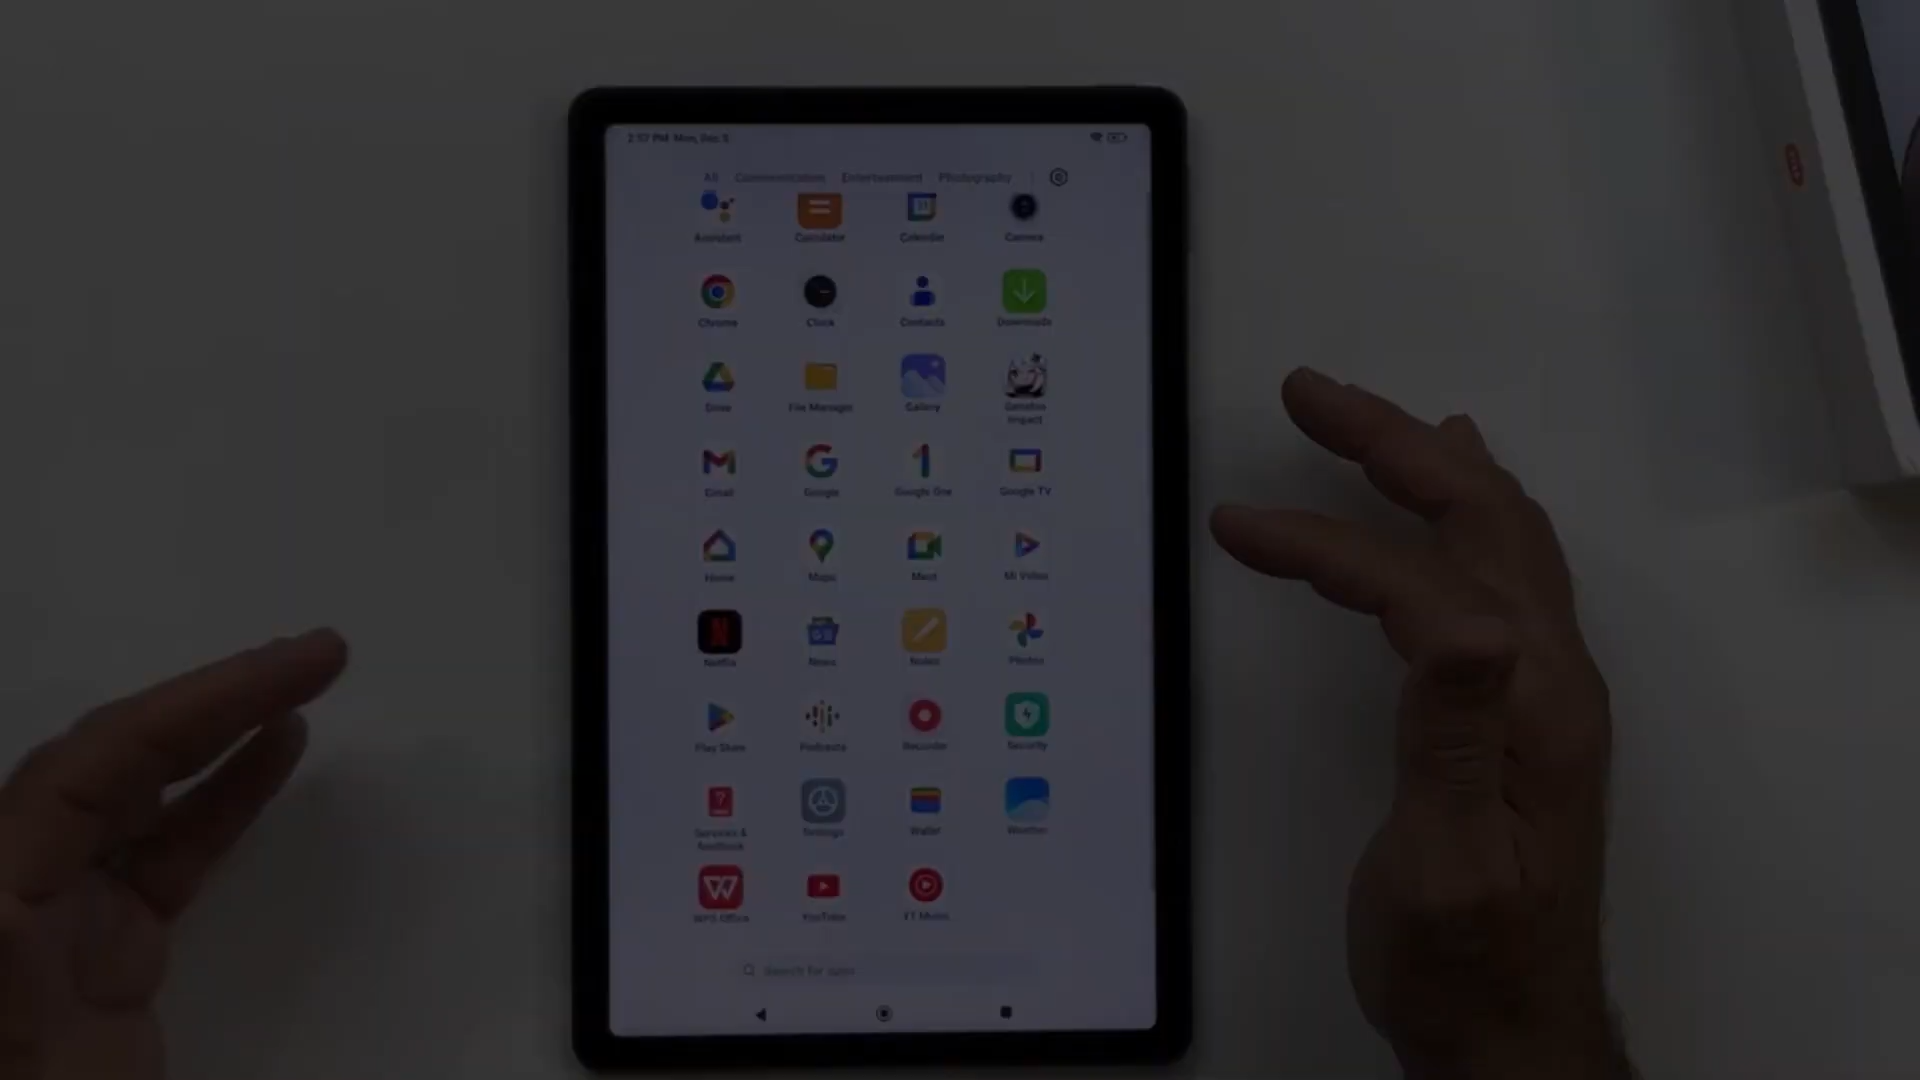 2:57 PM Mon, Dec 5
All Communication Entertainment Photography
Assistant Calculator Calendar Camera
Chrome Clock Contacts Downloads
Drive File Manager Gallery Genshin
Impact
Gmail Google Google One Google TV
Home Maps Meet Mi Video
Netflix News Notes Photos
Play Store Podcasts Recorder Security
Services & Settings Wallet Weather
feedback
WPS Office YouTube YT Music
Search for apps